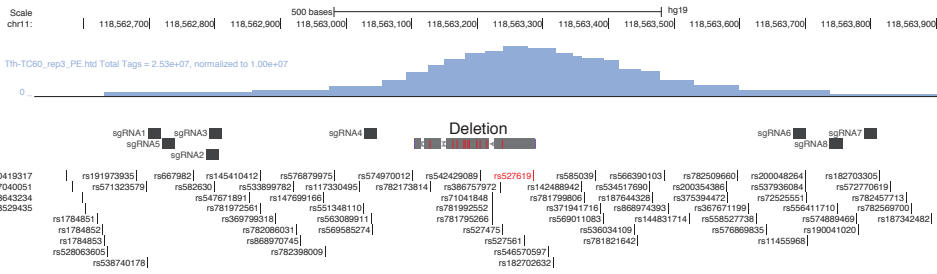 Scale 500 bases hg19
chr11: 118,562,700 118,562,800 118,562,900 118,563,000 118,563,100 118,563,200 118,563,300 118,563,400 118,563,500 118,563,600 118,563,700 118,563,800 118,563,900
Tfh-TC60_rep3_PE.htd Total Tags = 2.53e+07, normalized to 1.00e+07
0 _
Deletion
sgRNA1 sgRNA3 sgRNA4 sgRNA6 sgRNA7
sgRNA5 sgRNA8
sgRNA2
0419317 rs191973935 rs667982 rs145410412 rs576879975 rs574970012 rs542429089 rs527619 rs585039 rs566390103 rs782509660 rs200048264 rs182703305
7040051 rs571323579 rs582630 rs533899782 rs117330495 rs782173814 rs386757972 rs142488942 rs534517690 rs200354386 rs537936084 rs572770619
3643234 rs547671891 rs147699166 rs71041848 rs781799806 rs187644328 rs375394472 rs72525551 rs782457713
3529435 rs781972561 rs551348110 rs781992552 rs371941716 rs868974393 rs367671199 rs556411710 rs782569700
rs1784851 rs369799318 rs563089911 rs781795266 rs569011083 rs144831714 rs558527738 rs574889469 rs187342482
rs1784852 rs782086031 rs569585274 rs527475 rs536034109 rs576869835 rs190041020
rs1784853 rs868970745 rs527561 rs781821642 rs11455968
rs528063605 rs782398009 rs546570597
rs538740178 rs182702632